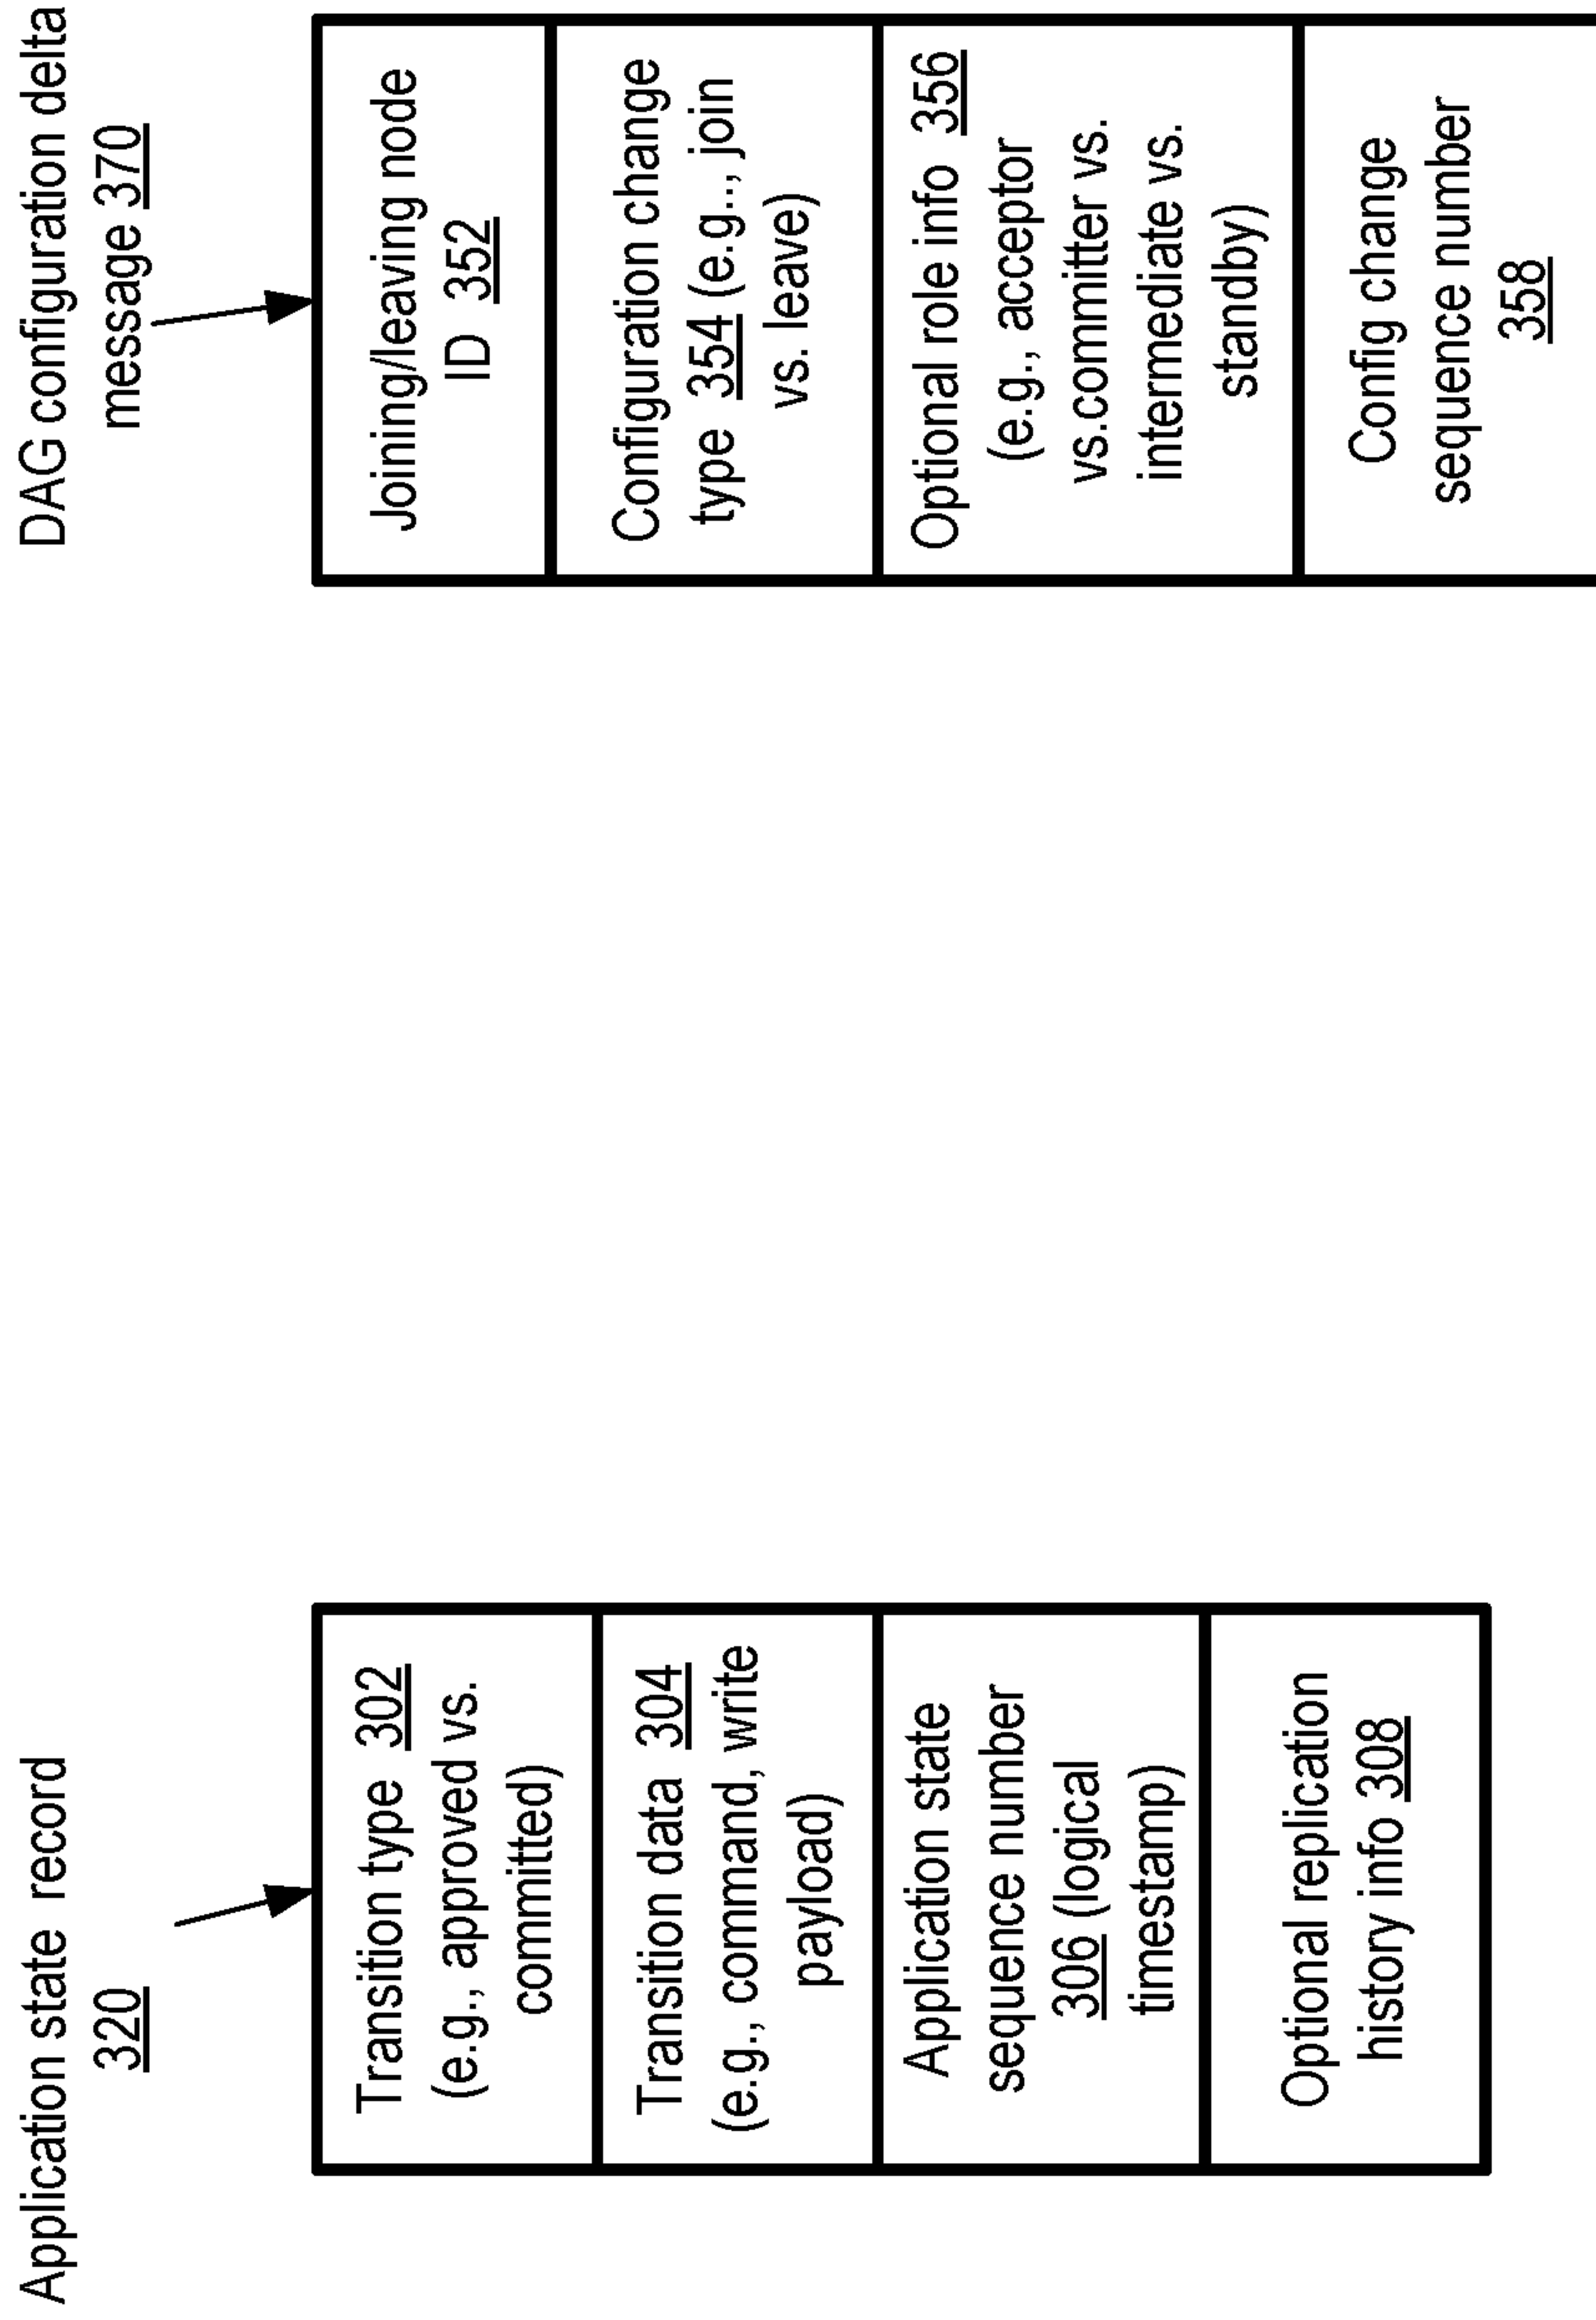 Application state record
320
Transition type 302
(e.g., approved vs.
committed)
Transition data 304
(e.g., command, write
payload)
Application state
sequence number
306 (logical
timestamp)
Optional replication
history info 308
DAG configuration delta
message 370
Joining/leaving node
ID 352
Configuration change
type 354 (e.g.., join
vs. leave)
Optional role info 356
(e.g., acceptor
vs.committer vs.
intermediate vs.
standby)
Config change
sequence number
358